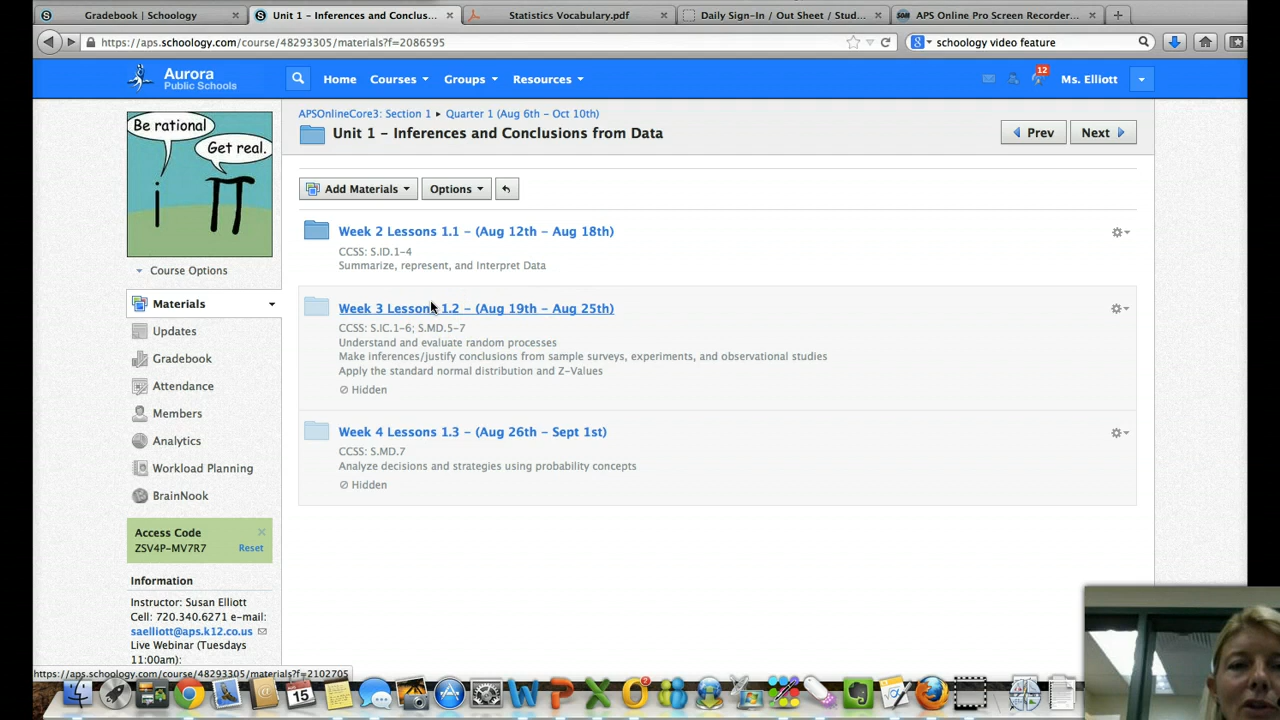 Gradebook | Schoology
Unit 1 - Inferences and Conclus...
Statistics Vocabulary.pdf
Daily Sign-In / Out Sheet / Stud...
APS Online Pro Screen Recorder...
https://aps.schoology.com/course/48293305/materials?f=2086595
schoology video feature
Aurora
Public Schools
Home Courses Groups Resources
12
Ms. Elliott
Be rational
Get real.
i π
APSOnlineCore3: Section 1 ▸ Quarter 1 (Aug 6th - Oct 10th)
Unit 1 - Inferences and Conclusions from Data
Prev Next
Add Materials Options
Week 2 Lessons 1.1 - (Aug 12th - Aug 18th)
CCSS: S.ID.1-4
Summarize, represent, and Interpret Data
Week 3 Lessons 1.2 - (Aug 19th - Aug 25th)
CCSS: S.IC.1-6; S.MD.5-7
Understand and evaluate random processes
Make inferences/justify conclusions from sample surveys, experiments, and observational studies
Apply the standard normal distribution and Z-Values
Hidden
Week 4 Lessons 1.3 - (Aug 26th - Sept 1st)
CCSS: S.MD.7
Analyze decisions and strategies using probability concepts
Hidden
Course Options
Materials
Updates
Gradebook
Attendance
Members
Analytics
Workload Planning
BrainNook
Access Code
ZSV4P-MV7R7 Reset
Information
Instructor: Susan Elliott
Cell: 720.340.6271 e-mail:
saelliott@aps.k12.co.us
Live Webinar (Tuesdays
11:00am):
https://aps.schoology.com/course/48293305/materials?f=2102705
15